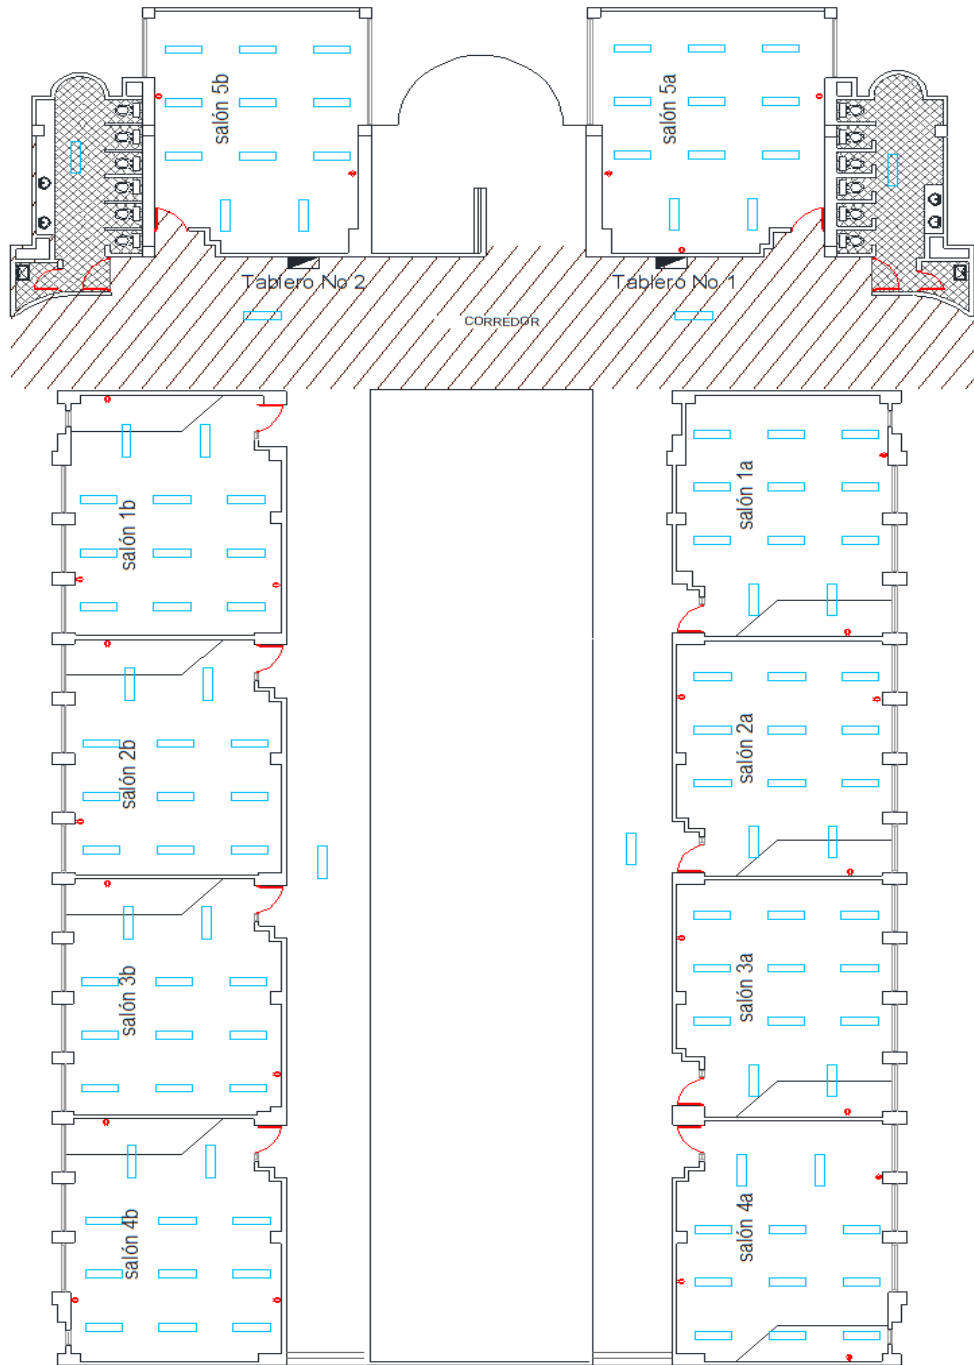 salón 5b
salón 5a
Tablero No 2
Tablero No 1
CORREDOR
salón 1b
salón 1a
salón 2b
salón 2a
salón 3b
salón 3a
salón 4b
salón 4a